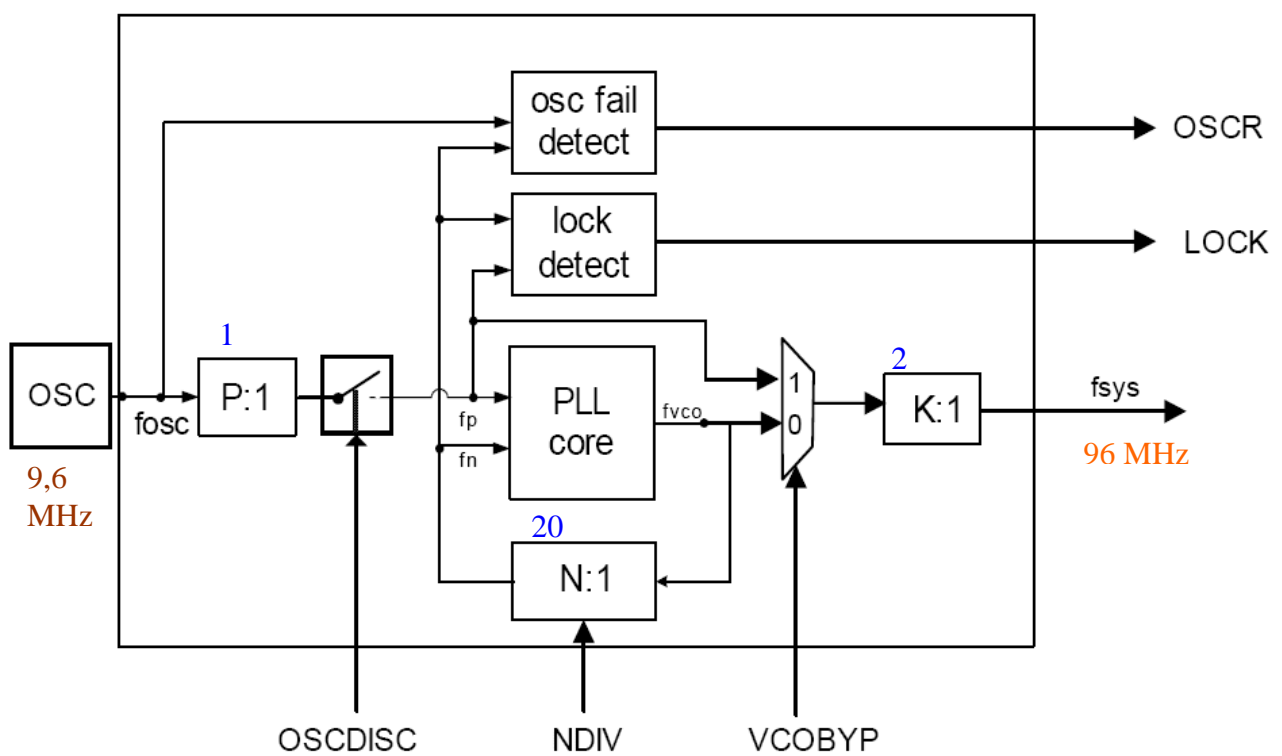 osc fail
detect
OSCR
lock
detect
LOCK
1
2
OSC
fosc
P:1
fp
fn
PLL
core
fvco
1
0
K:1
fsys
9,6
MHz
96 MHz
20
N:1
OSCDISC
NDIV
VCOBYP